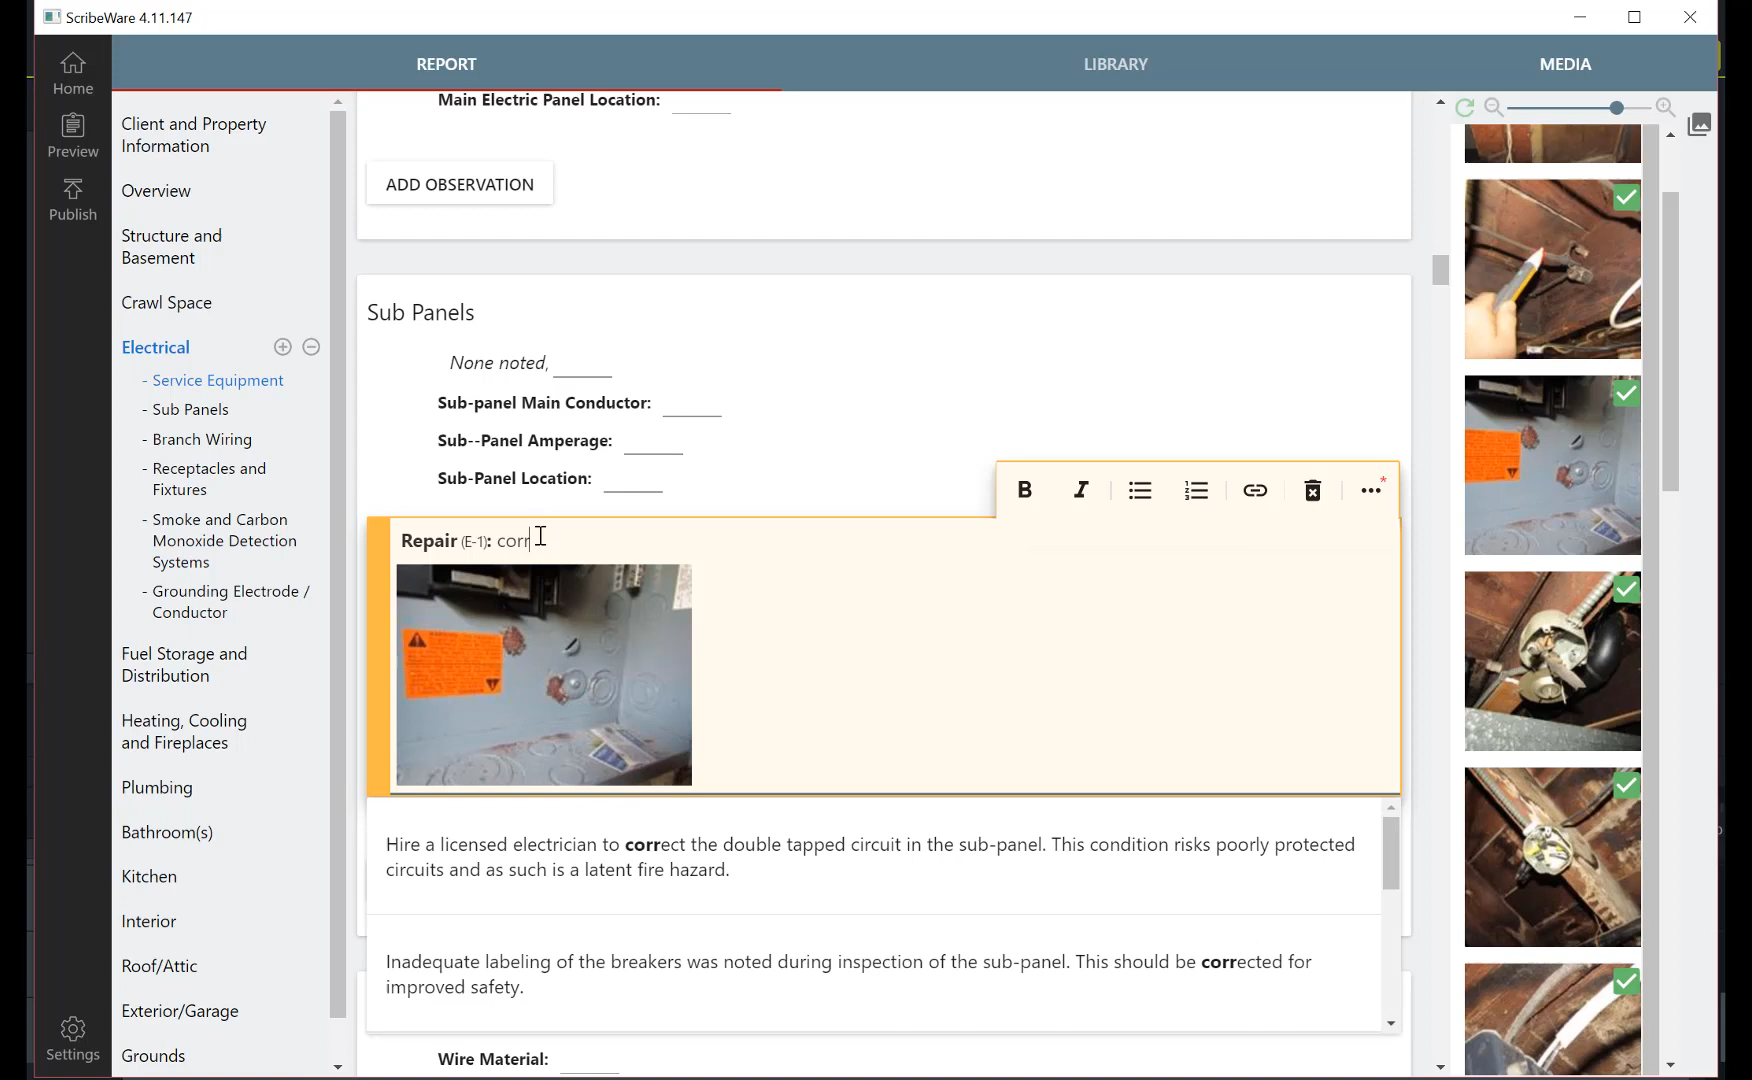 ScribeWare 4.11.147
REPORT
LIBRARY
MEDIA
Home
Preview
Publish
Settings
Client and Property
Information
Overview
Structure and
Basement
Crawl Space
Electrical
- Service Equipment
- Sub Panels
- Branch Wiring
- Receptacles and
Fixtures
- Smoke and Carbon
Monoxide Detection
Systems
- Grounding Electrode /
Conductor
Fuel Storage and
Distribution
Heating, Cooling
and Fireplaces
Plumbing
Bathroom(s)
Kitchen
Interior
Roof/Attic
Exterior/Garage
Grounds
Main Electric Panel Location:
ADD OBSERVATION
Sub Panels
None noted,
Sub-panel Main Conductor:
Sub--Panel Amperage:
Sub-Panel Location:
B I
Repair (E-1): corr
Hire a licensed electrician to correct the double tapped circuit in the sub-panel. This condition risks poorly protected
circuits and as such is a latent fire hazard.
Inadequate labeling of the breakers was noted during inspection of the sub-panel. This should be corrected for
improved safety.
Wire Material: